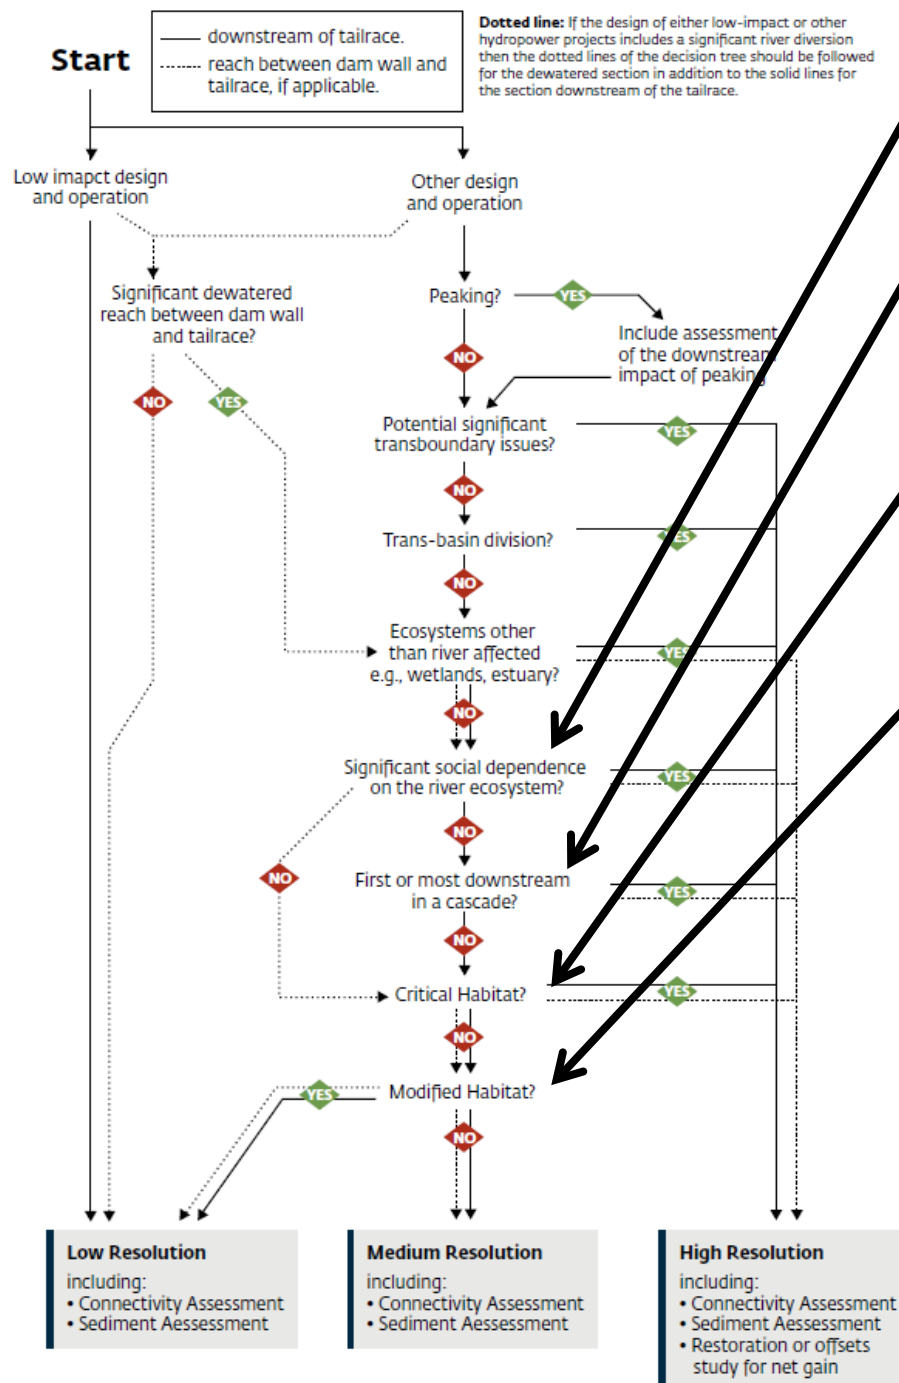 Start
downstream of tailrace.
reach between dam wall and
tailrace, if applicable.
Dotted line: If the design of either low-impact or other
hydropower projects includes a significant river diversion
then the dotted lines of the decision tree should be followed
for the dewatered section in addition to the solid lines for
the section downstream of the tailrace.
Low imapct design
and operation
Other design
and operation
Significant dewatered
reach between dam wall
and tailrace?
Peaking?
YES
Include assessment
of the downstream
impact of peaking
NO
NO
YES
Potential significant
transboundary issues?
YES
NO
Trans-basin division?
YES
NO
Ecosystems other
than river affected
e.g., wetlands, estuary?
YES
NO
Significant social dependence
on the river ecosystem?
YES
NO
NO
First or most downstream
in a cascade?
YES
NO
Critical Habitat?
YES
NO
Modified Habitat?
YES
NO
Low Resolution
including:
• Connectivity Assessment
• Sediment Aessessment
Medium Resolution
including:
• Connectivity Assessment
• Sediment Aessessment
High Resolution
including:
• Connectivity Assessment
• Sediment Aessessment
• Restoration or offsets
study for net gain